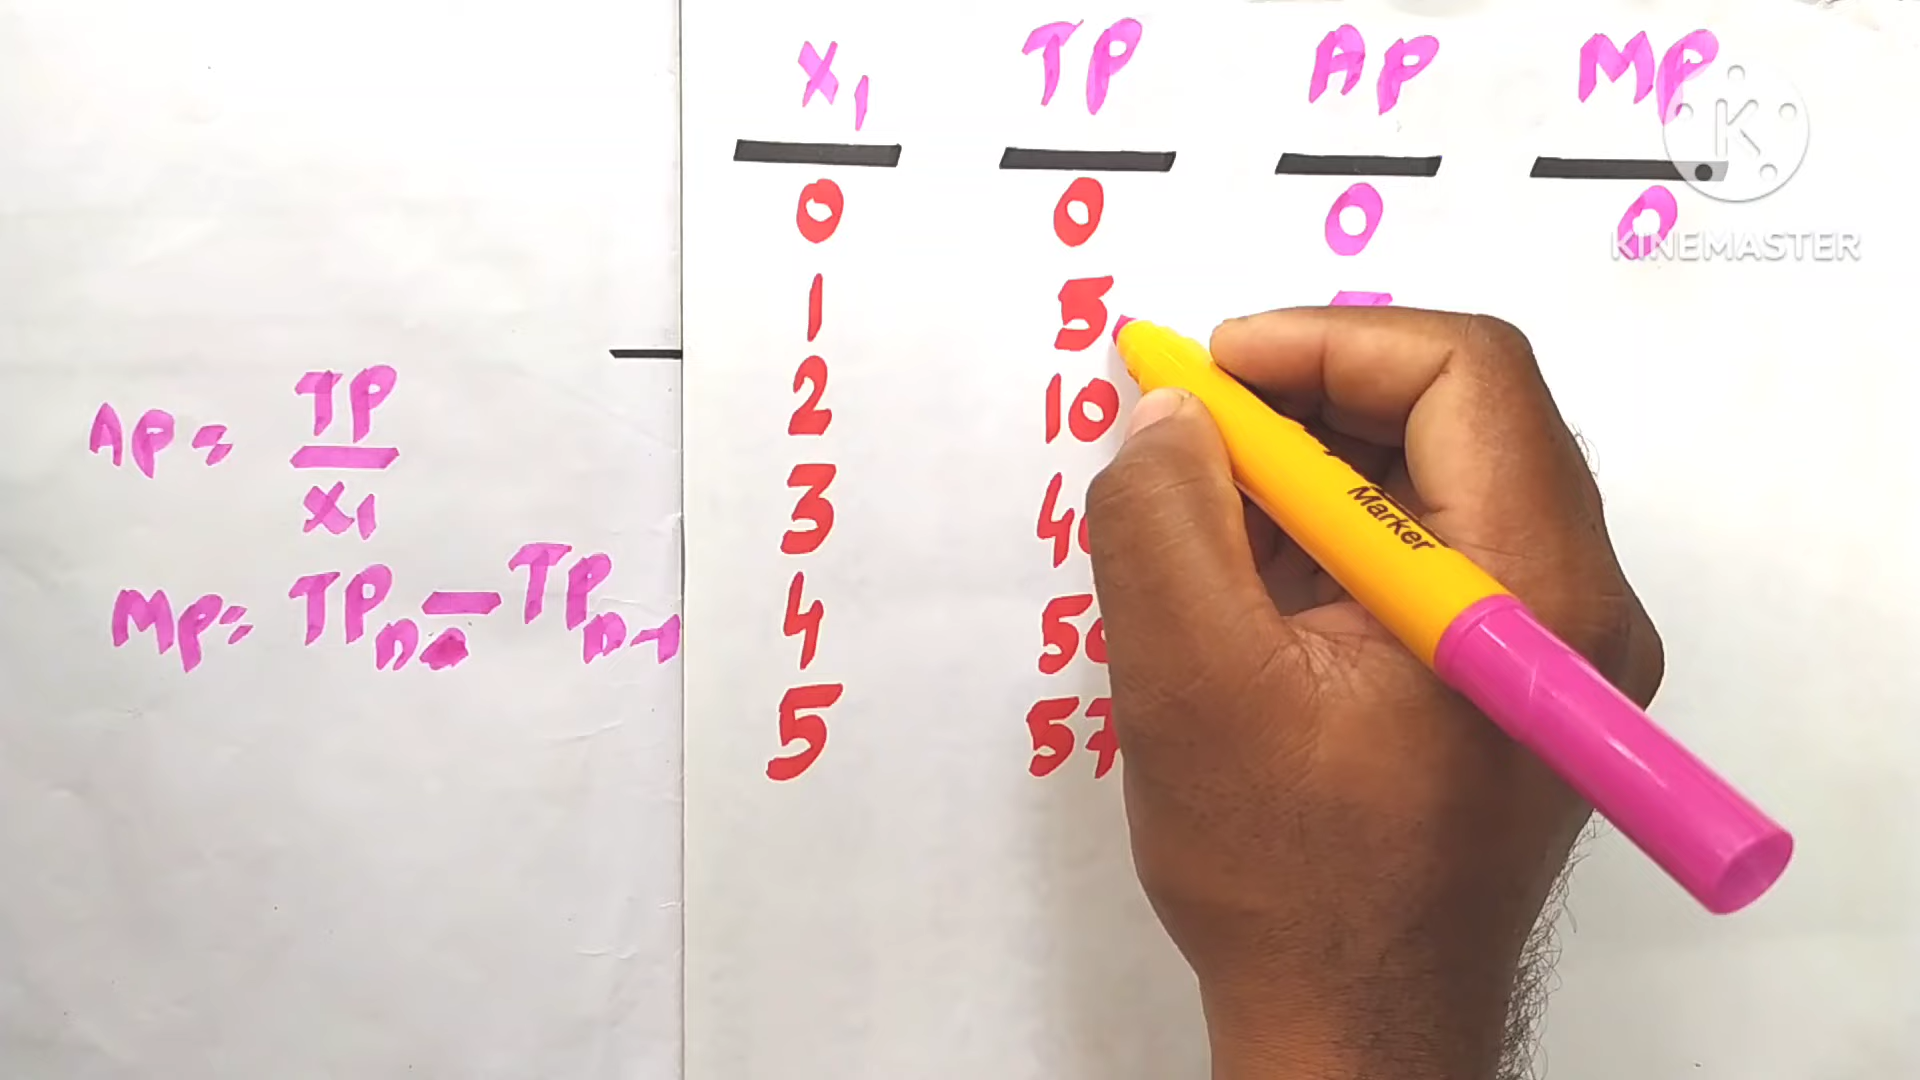 X1 TP AP MP
0 0 0 0
1 5
2 10
3
4
5 57
AP = TP
X1
MP = TPn - TPn-1
Marker
K
KINEMASTER